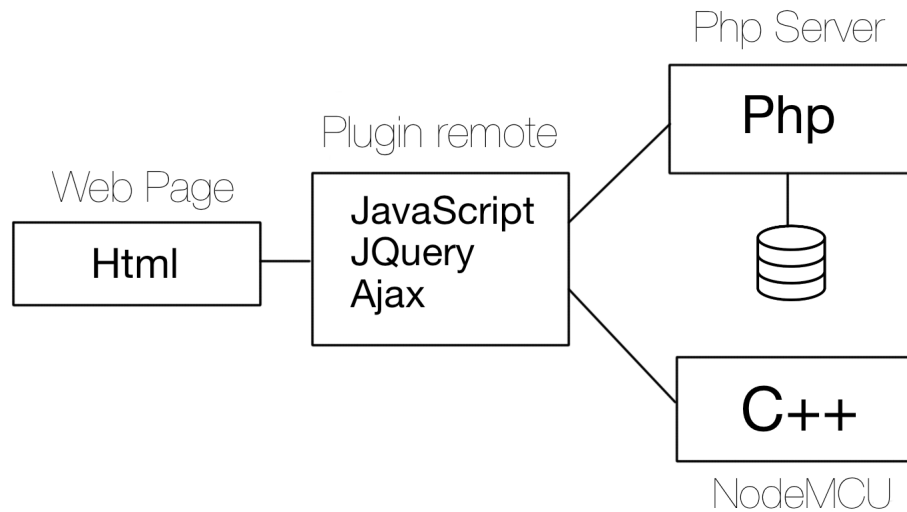 Php Server
Php
Plugin remote
JavaScript
JQuery
Ajax
Web Page
Html
C++
NodeMCU